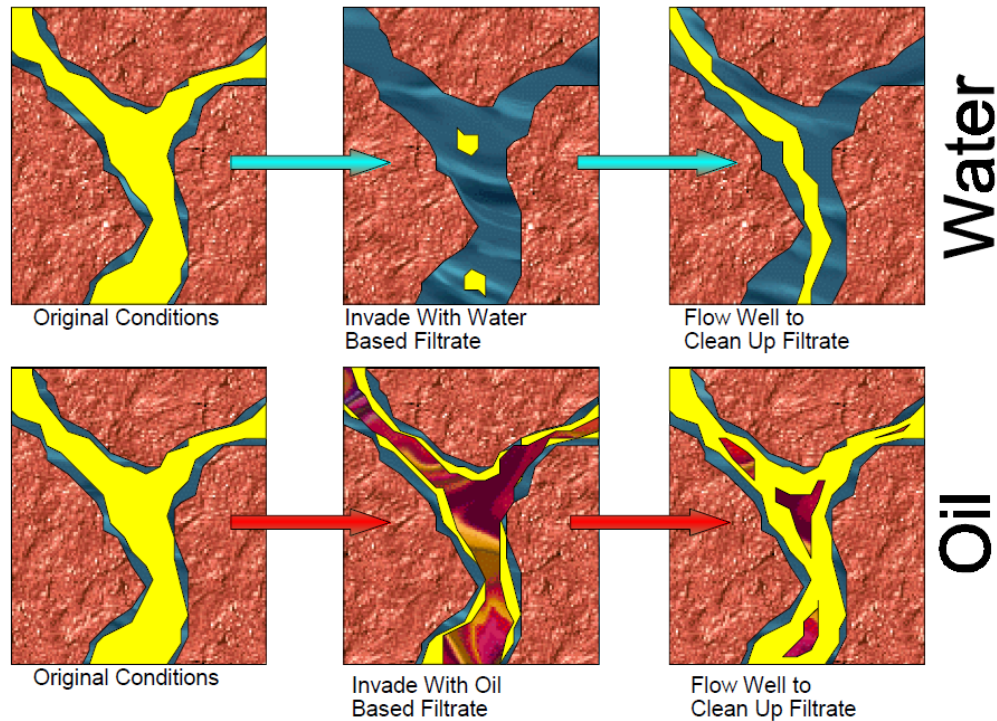 Original Conditions
Invade With Water
Based Filtrate
Flow Well to
Clean Up Filtrate
Water
Original Conditions
Invade With Oil
Based Filtrate
Flow Well to
Clean Up Filtrate
Oil